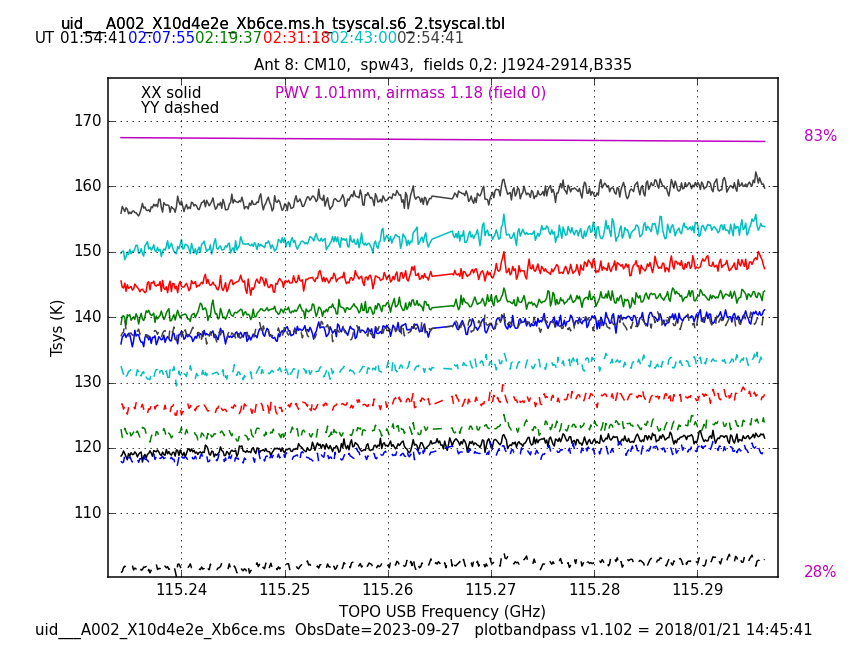 uid___A002_X10d4e2e_Xb6ce.ms.h_tsyscal.s6_2.tsyscal.tbl
UT 01:54:41 02:07:55 02:19:37 02:31:18 02:43:00 02:54:41
Ant 8: CM10,  spw43,  fields 0,2: J1924-2914,B335
XX solid
PWV 1.01mm, airmass 1.18 (field 0)
YY dashed
170
83%
160
150
140
Tsys (K)
130
120
110
28%
115.24 115.25 115.26 115.27 115.28 115.29
TOPO USB Frequency (GHz)
uid___A002_X10d4e2e_Xb6ce.ms  ObsDate=2023-09-27   plotbandpass v1.102 = 2018/01/21 14:45:41